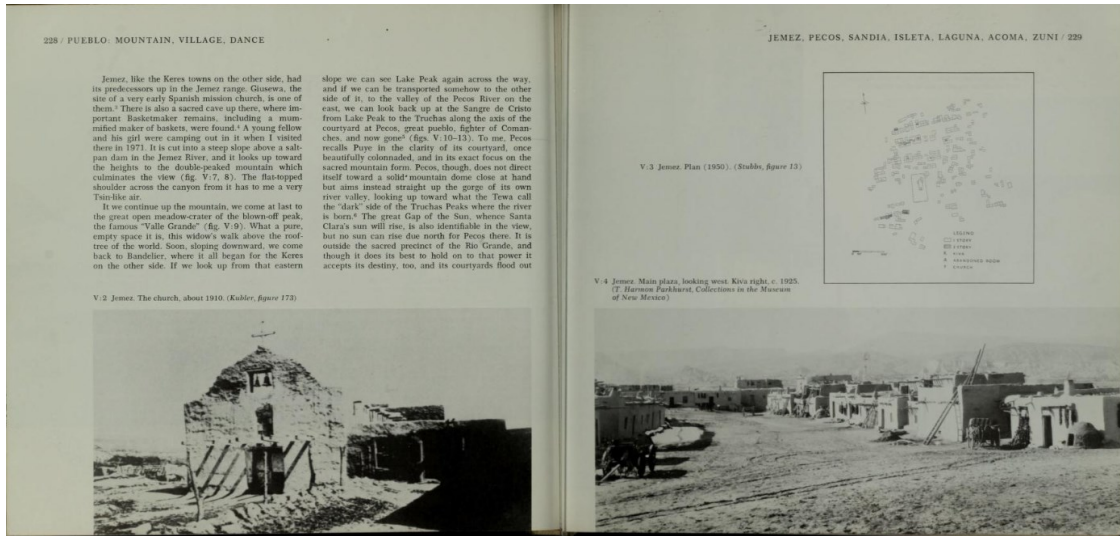 228 / PUEBLO: MOUNTAIN, VILLAGE, DANCE
Jemez, like the Keres towns on the other side, had
its predecessors up in the Jemez range. Giusewa, the
site of a very early Spanish mission church, is one of
them.³ There is also a sacred cave up there, where im-
portant Basketmaker remains, including a mum-
mified maker of baskets, were found.⁴ A young fellow
and his girl were camping out in it when I visited
there in 1971. It is cut into a steep slope above a salt-
pan dam in the Jemez River, and it looks up toward
the heights to the double-peaked mountain which
culminates the view (fig. V:7, 8). The flat-topped
shoulder across the canyon from it has to me a very
Tsin-like air.
It we continue up the mountain, we come at last to
the great open meadow-crater of the blown-off peak,
the famous "Valle Grande" (fig. V:9). What a pure,
empty space it is, this widow's walk above the roof-
tree of the world. Soon, sloping downward, we come
back to Bandelier, where it all began for the Keres
on the other side. If we look up from that eastern
slope we can see Lake Peak again across the way,
and if we can be transported somehow to the other
side of it, to the valley of the Pecos River on the
east, we can look back up at the Sangre de Cristo
from Lake Peak to the Truchas along the axis of the
courtyard at Pecos, great pueblo, fighter of Coman-
ches, and now gone⁵ (figs. V:10–13). To me, Pecos
recalls Puye in the clarity of its courtyard, once
beautifully colonnaded, and in its exact focus on the
sacred mountain form. Pecos, though, does not direct
itself toward a solid mountain dome close at hand
but aims instead straight up the gorge of its own
river valley, looking up toward what the Tewa call
the "dark" side of the Truchas Peaks where the river
is born.⁶ The great Gap of the Sun, whence Santa
Clara's sun will rise, is also identifiable in the view,
but no sun can rise due north for Pecos there. It is
outside the sacred precinct of the Rio Grande, and
though it does its best to hold on to that power it
accepts its destiny, too, and its courtyards flood out
V:2 Jemez. The church, about 1910. (Kubler, figure 173)
JEMEZ, PECOS, SANDIA, ISLETA, LAGUNA, ACOMA, ZUNI / 229
V:3 Jemez. Plan (1950). (Stubbs, figure 15)
LEGEND
1 STORY
2 STORY
K KIVA
CHURCH
V:4 Jemez. Main plaza, looking west. Kiva right, c. 1925.
(T. Harmon Parkhurst, Collections in the Museum
of New Mexico)